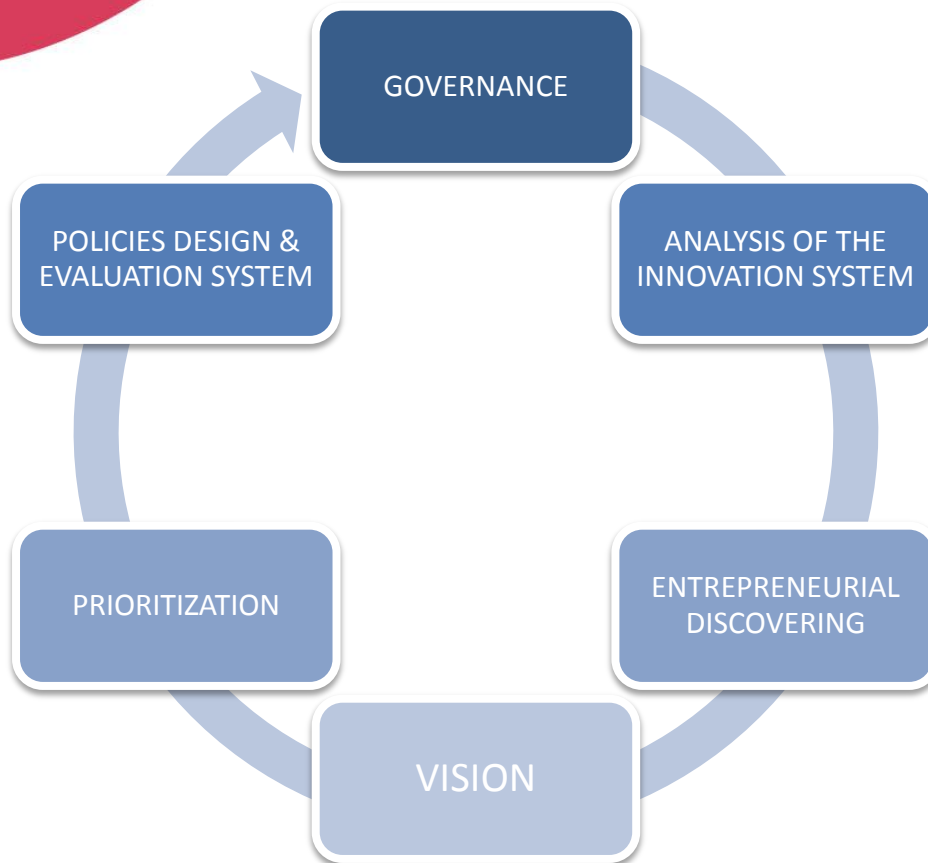 GOVERNANCE
ANALYSIS OF THE
INNOVATION SYSTEM
ENTREPRENEURIAL
DISCOVERING
VISION
PRIORITIZATION
POLICIES DESIGN &
EVALUATION SYSTEM